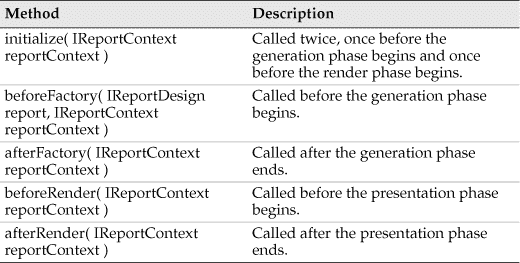 Method Description
initialize( IReportContext Called twice, once before the
reportContext ) generation phase begins and once
before the render phase begins.
beforeFactory( IReportDesign Called before the generation phase
report, IReportContext begins.
reportContext )
afterFactory( IReportContext Called after the generation phase
reportContext ) ends.
beforeRender( IReportContext Called before the presentation phase
reportContext ) begins.
afterRender( IReportContext Called after the presentation phase
reportContext ) ends.